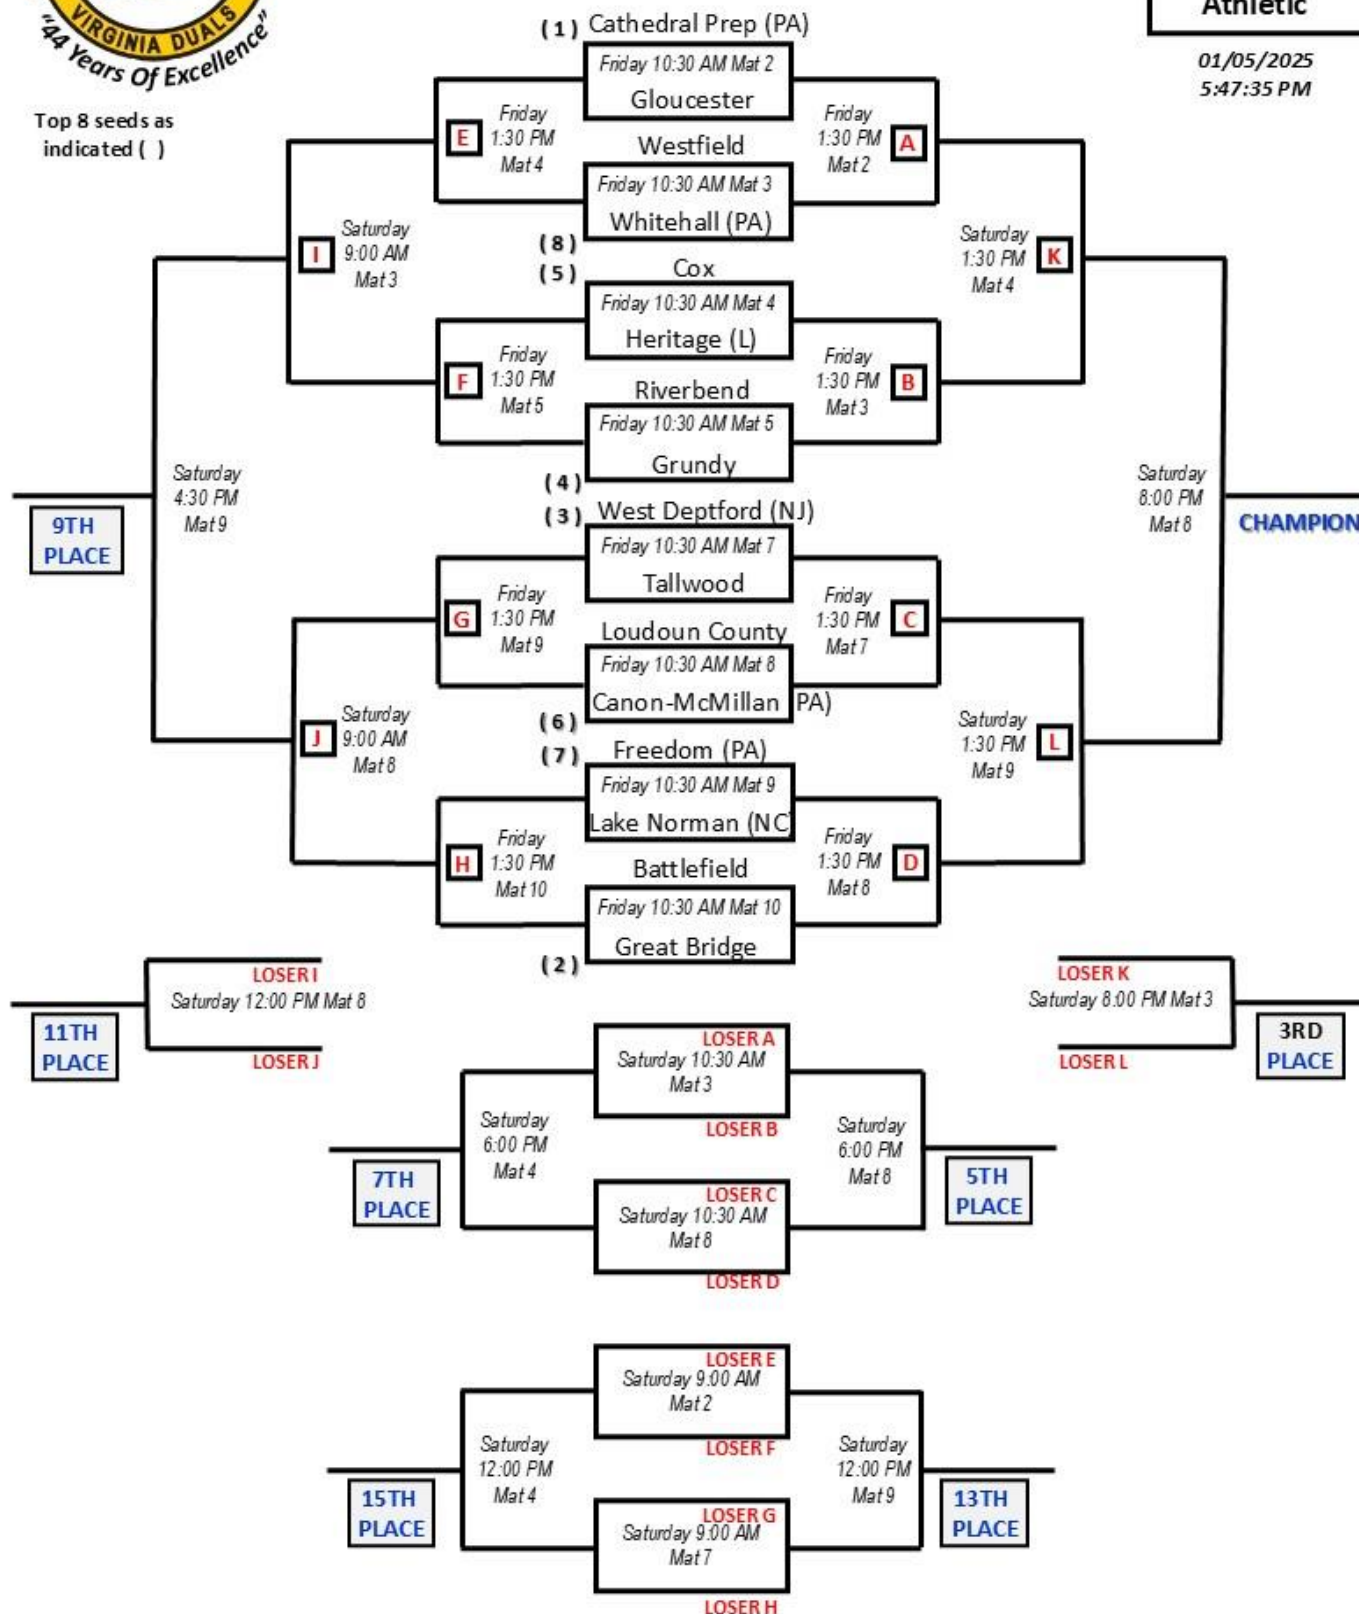 VIRGINIA DUALS
"44 Years Of Excellence"
Top 8 seeds as
indicated ( )
Athletic
01/05/2025
5:47:35 PM
(1) Cathedral Prep (PA)
Friday 10:30 AM Mat 2
Gloucester
E
Friday
1:30 PM
Mat 4
Friday
1:30 PM
Mat 2
A
Westfield
Friday 10:30 AM Mat 3
Whitehall (PA)
(8)
I
Saturday
9:00 AM
Mat 3
Saturday
1:30 PM
Mat 4
K
(5)
Cox
Friday 10:30 AM Mat 4
Heritage (L)
F
Friday
1:30 PM
Mat 5
Friday
1:30 PM
Mat 3
B
Riverbend
Friday 10:30 AM Mat 5
Grundy
(4)
Saturday
4:30 PM
Mat 9
9TH
PLACE
Saturday
8:00 PM
Mat 8
CHAMPION
(3) West Deptford (NJ)
Friday 10:30 AM Mat 7
Tallwood
G
Friday
1:30 PM
Mat 9
Friday
1:30 PM
Mat 7
C
Loudoun County
Friday 10:30 AM Mat 8
Canon-McMillan PA)
(6)
J
Saturday
9:00 AM
Mat 8
Saturday
1:30 PM
Mat 9
L
(7) Freedom (PA)
Friday 10:30 AM Mat 9
Lake Norman (NC)
H
Friday
1:30 PM
Mat 10
Friday
1:30 PM
Mat 8
D
Battlefield
Friday 10:30 AM Mat 10
Great Bridge
(2)
LOSER I
Saturday 12:00 PM Mat 8
LOSER J
11TH
PLACE
LOSER K
Saturday 8:00 PM Mat 3
LOSER L
3RD
PLACE
LOSER A
Saturday 10:30 AM
Mat 3
LOSER B
Saturday
6:00 PM
Mat 4
7TH
PLACE
Saturday
6:00 PM
Mat 8
5TH
PLACE
LOSER C
Saturday 10:30 AM
Mat 8
LOSER D
LOSER E
Saturday 9:00 AM
Mat 2
LOSER F
Saturday
12:00 PM
Mat 4
15TH
PLACE
Saturday
12:00 PM
Mat 9
13TH
PLACE
LOSER G
Saturday 9:00 AM
Mat 7
LOSER H